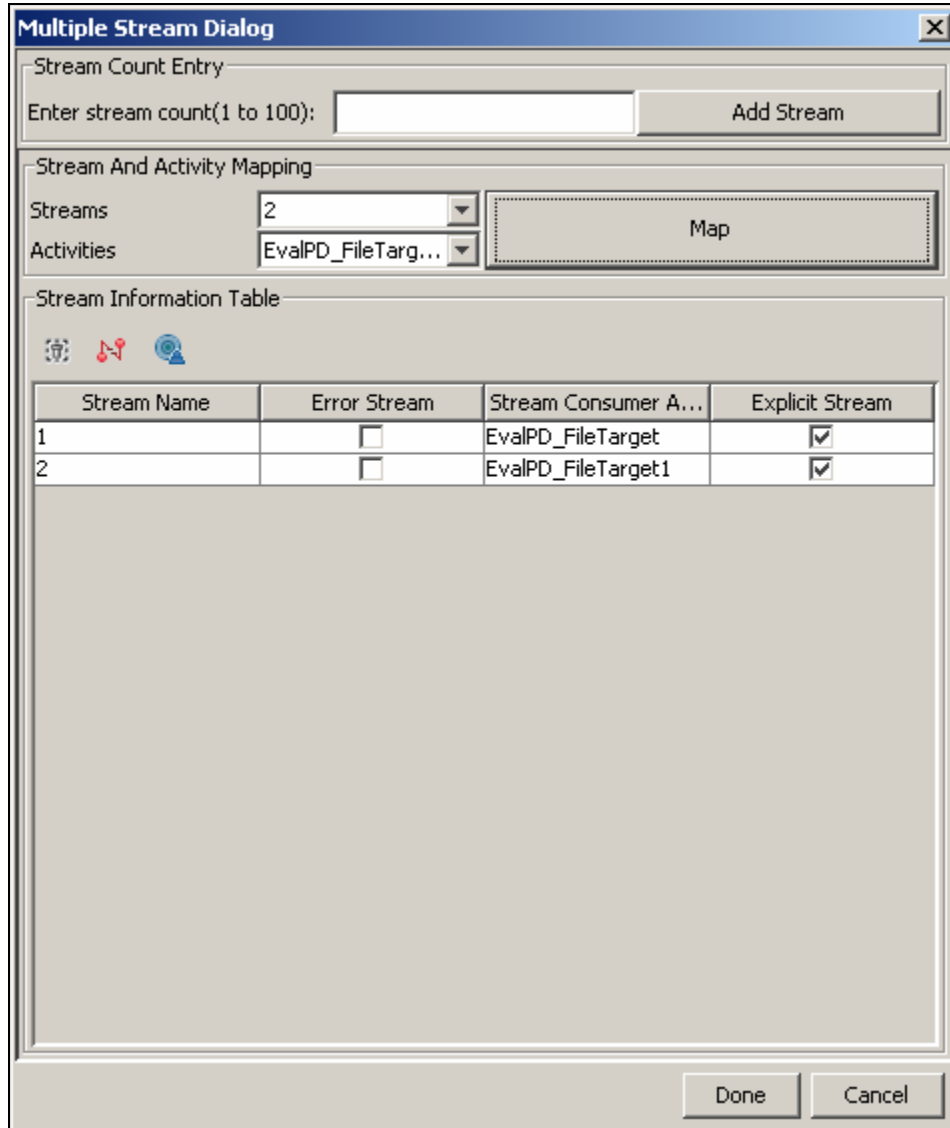 Multiple Stream Dialog
Stream Count Entry
Enter stream count(1 to 100): Add Stream
Stream And Activity Mapping
Streams 2
Map
Activities EvalPD_FileTarg...
Stream Information Table
Stream Name Error Stream Stream Consumer A... Explicit Stream
1 EvalPD_FileTarget
2 EvalPD_FileTarget1
Done Cancel